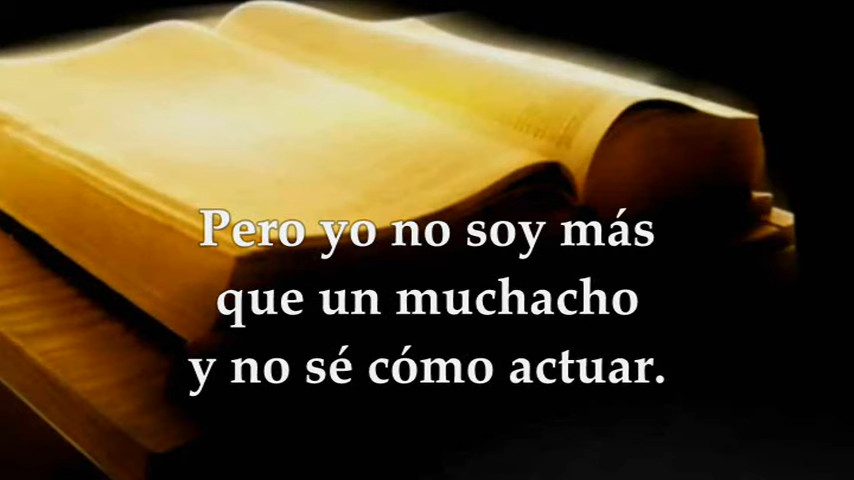 Pero yo no soy más
que un muchacho
y no sé cómo actuar.